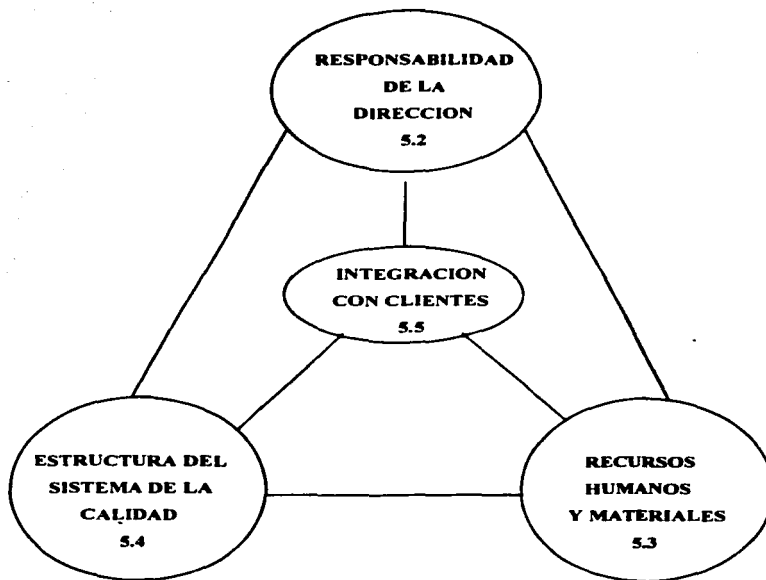 RESPONSABILIDAD
DE LA
DIRECCION
5.2
INTEGRACION
CON CLIENTES
5.5
ESTRUCTURA DEL
SISTEMA DE LA
CALIDAD
5.4
RECURSOS
HUMANOS
Y MATERIALES
5.3